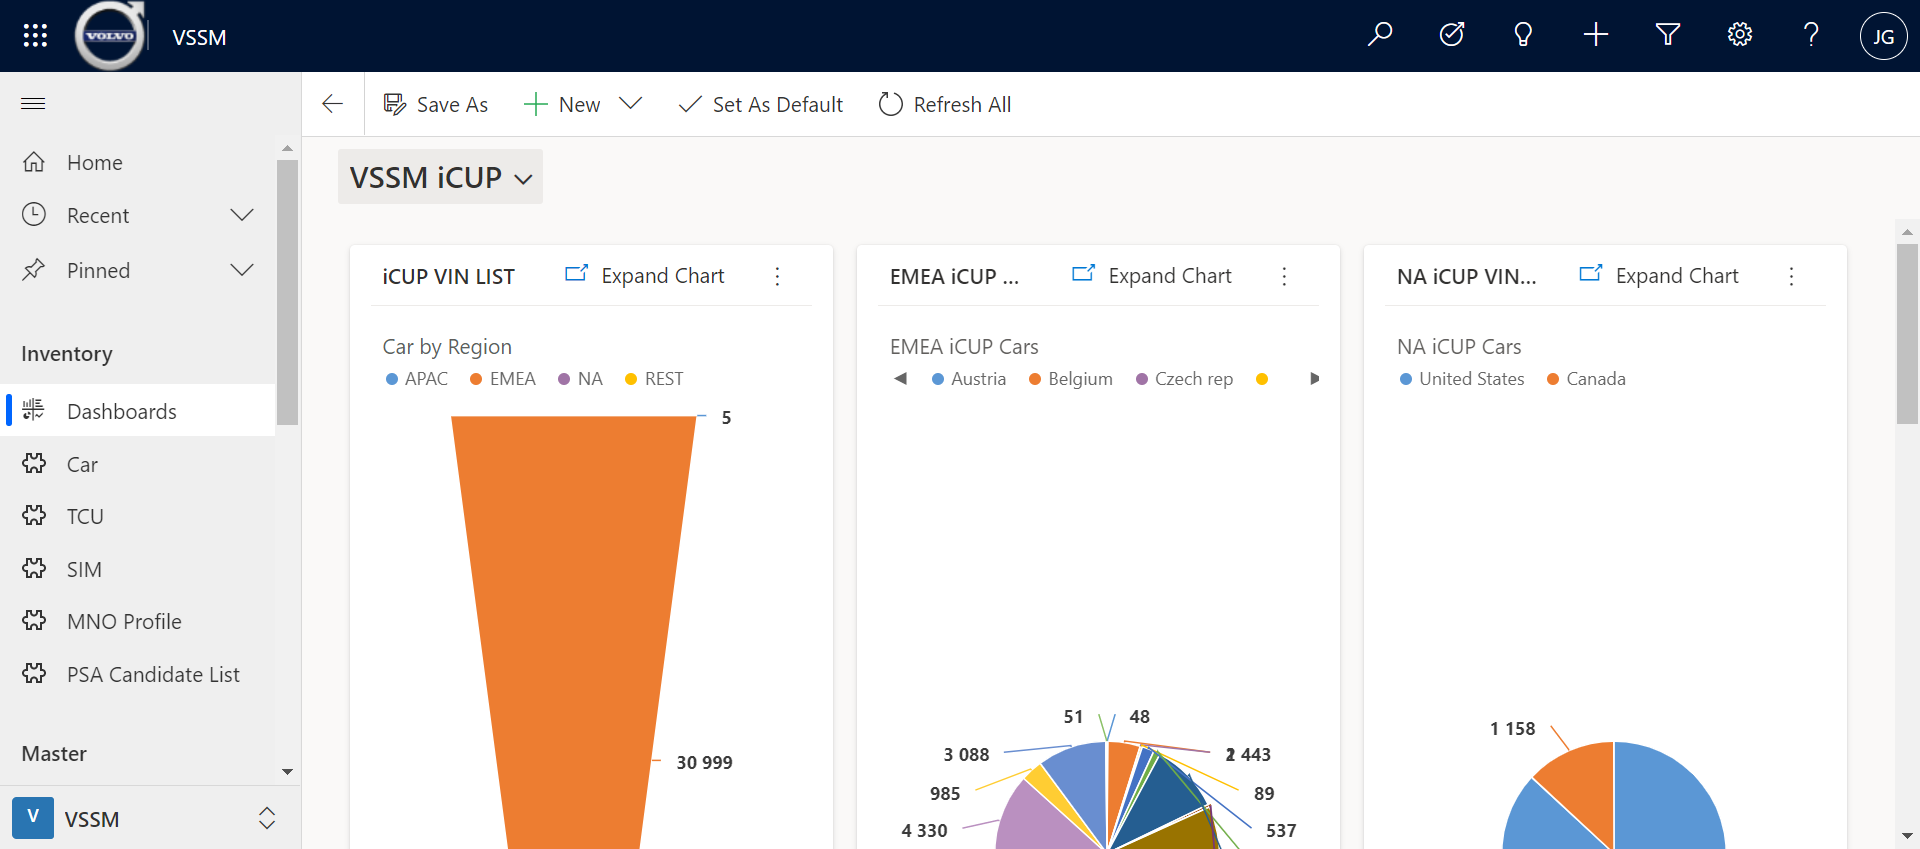 VOLVO
VSSM
JG
Save As
New
Set As Default
Refresh All
Home
Recent
Pinned
Inventory
Dashboards
Car
TCU
SIM
MNO Profile
PSA Candidate List
Master
V
VSSM
VSSM iCUP
iCUP VIN LIST
Expand Chart
Car by Region
APAC EMEA NA REST
5
30 999
EMEA iCUP ...
Expand Chart
EMEA iCUP Cars
Austria Belgium Czech rep
51
48
3 088
443
985
89
4 330
537
NA iCUP VIN...
Expand Chart
NA iCUP Cars
United States Canada
1 158